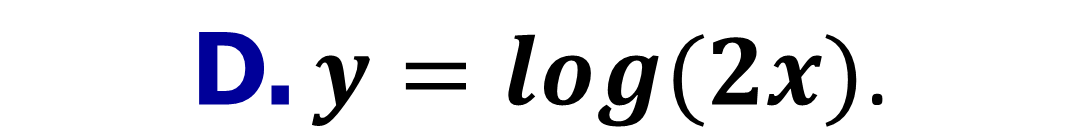 D. y = log(2x).